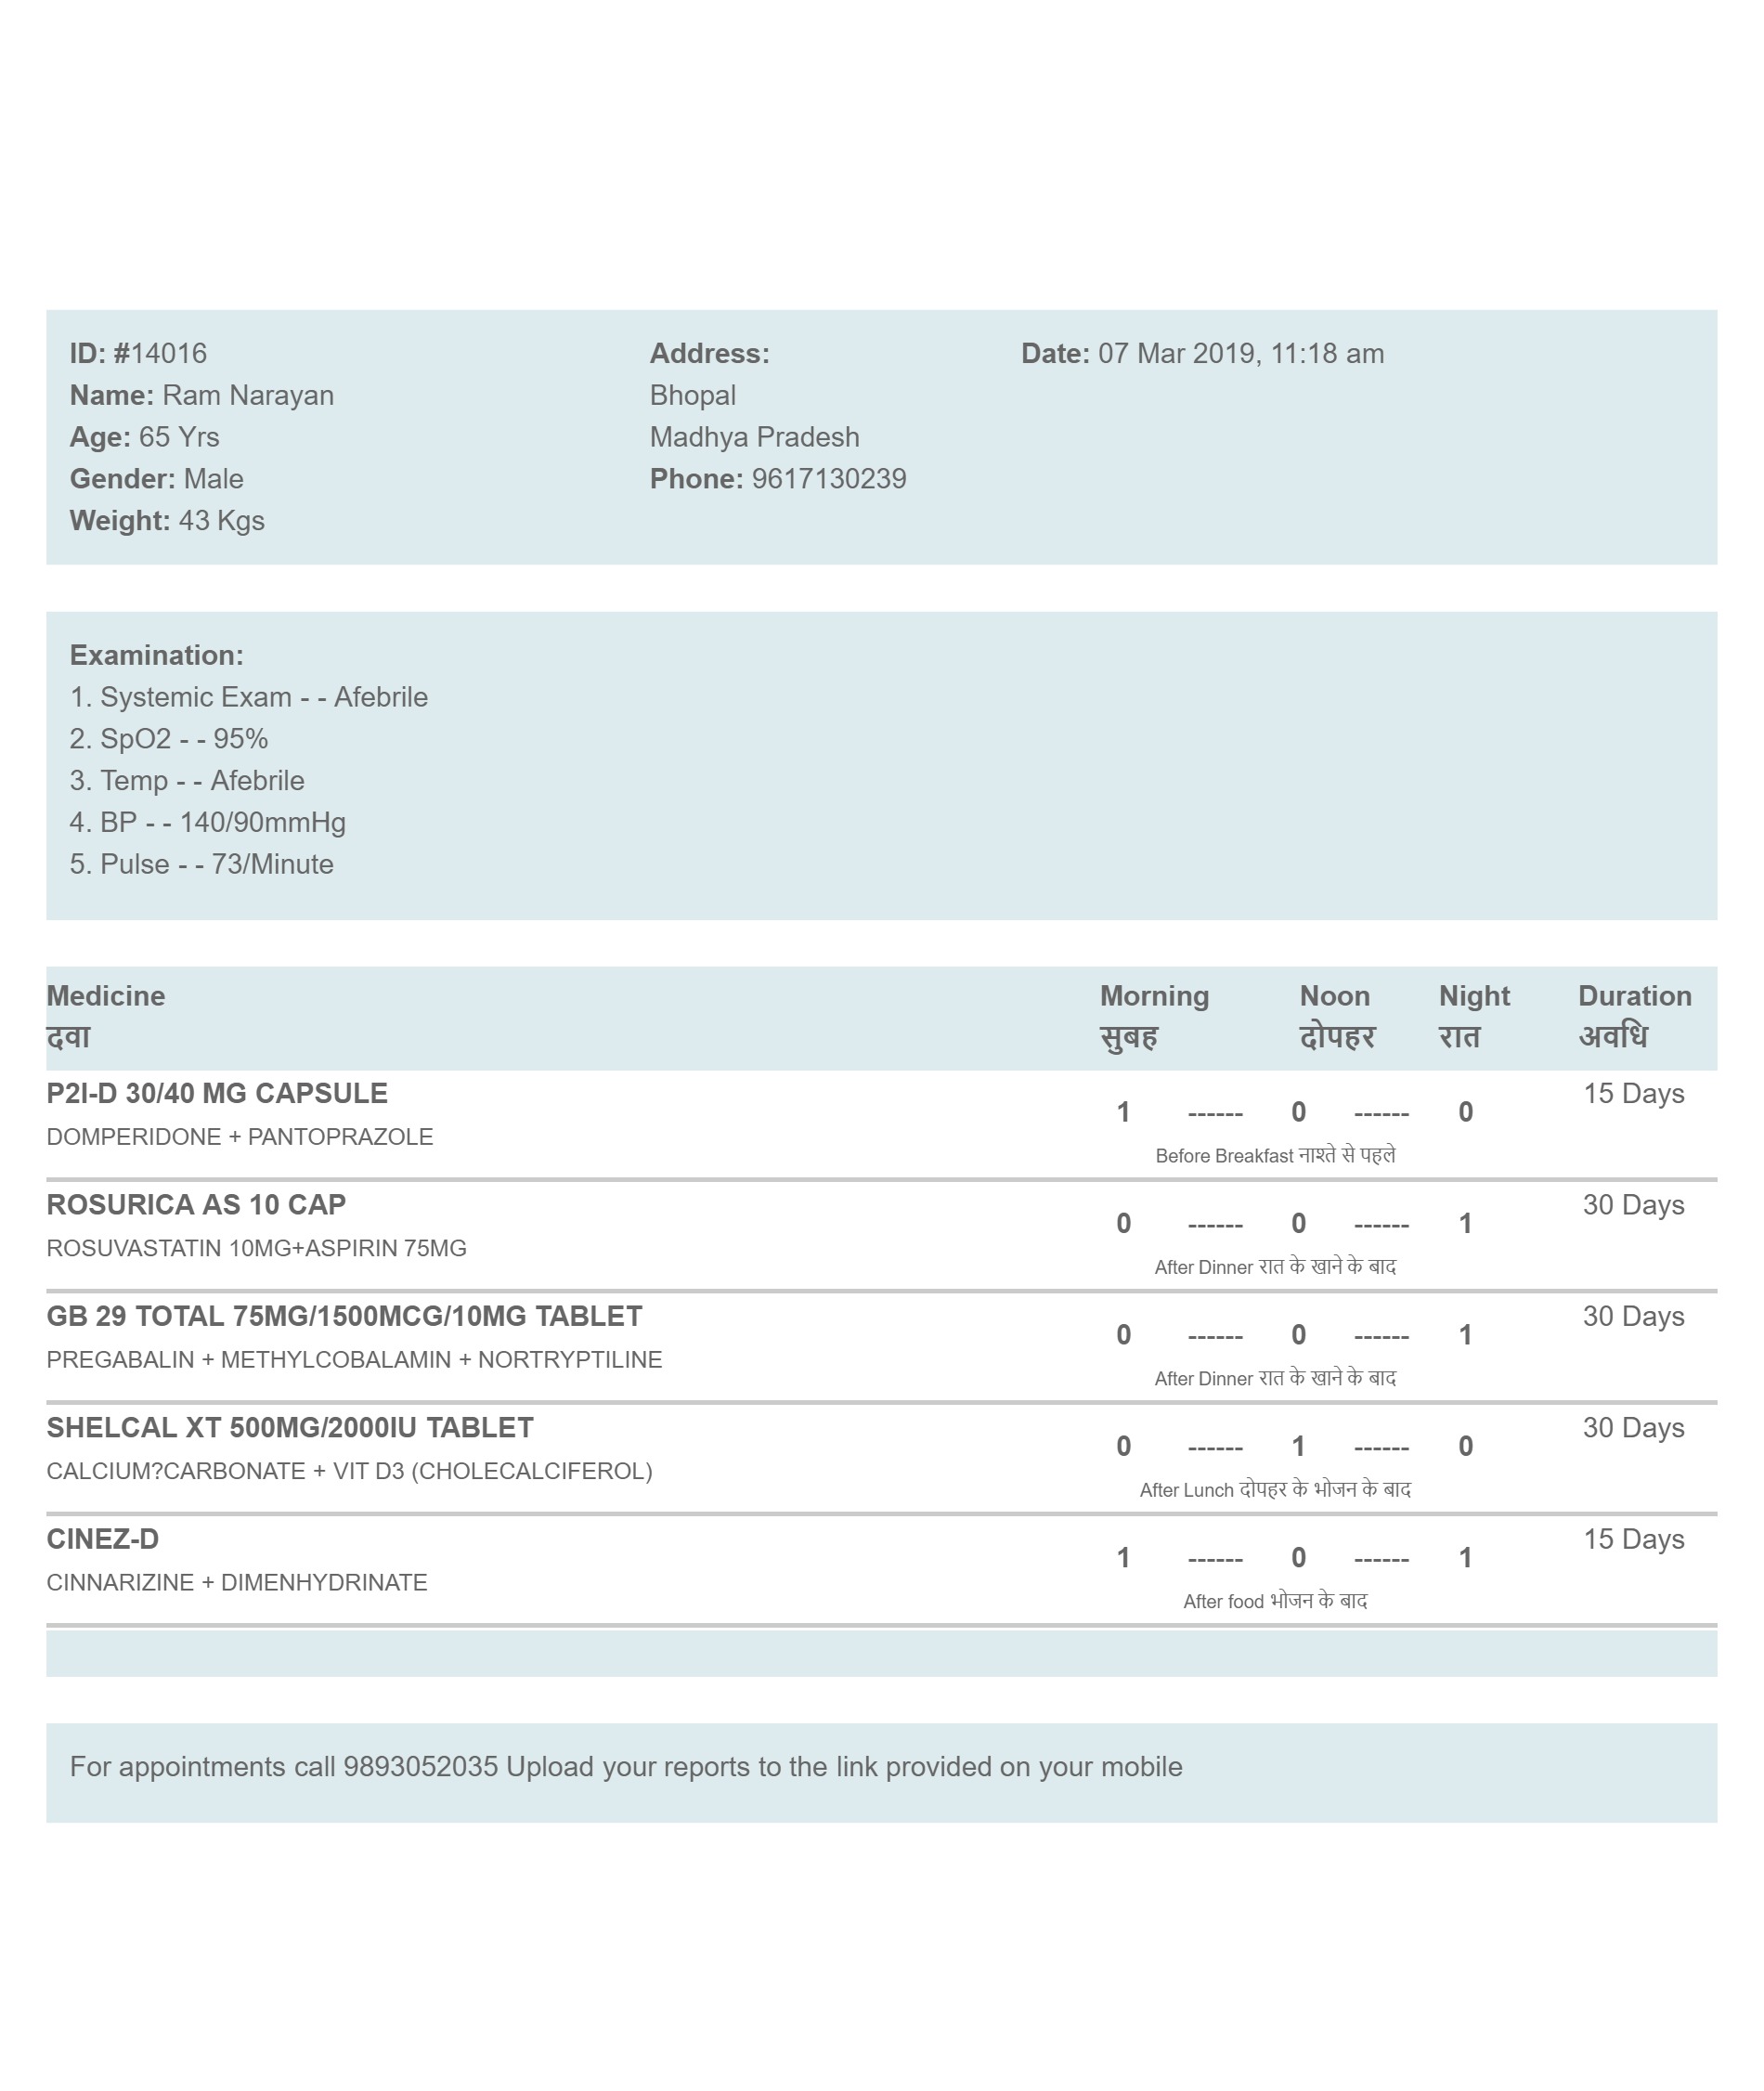 ID: #14016
Name: Ram Narayan
Age: 65 Yrs
Gender: Male
Weight: 43 Kgs
Address:
Bhopal
Madhya Pradesh
Phone: 9617130239
Date: 07 Mar 2019, 11:18 am
Examination:
1. Systemic Exam - - Afebrile
2. SpO2 - - 95%
3. Temp - - Afebrile
4. BP - - 140/90mmHg
5. Pulse - - 73/Minute
Medicine Morning Noon Night Duration
दवा सुबह दोपहर रात अवधि
P2I-D 30/40 MG CAPSULE 15 Days
1 ------ 0 ------ 0
DOMPERIDONE + PANTOPRAZOLE
Before Breakfast नाश्ते से पहले
ROSURICA AS 10 CAP 30 Days
0 ------ 0 ------ 1
ROSUVASTATIN 10MG+ASPIRIN 75MG
After Dinner रात के खाने के बाद
GB 29 TOTAL 75MG/1500MCG/10MG TABLET 30 Days
0 ------ 0 ------ 1
PREGABALIN + METHYLCOBALAMIN + NORTRYPTILINE
After Dinner रात के खाने के बाद
SHELCAL XT 500MG/2000IU TABLET 30 Days
0 ------ 1 ------ 0
CALCIUM?CARBONATE + VIT D3 (CHOLECALCIFEROL)
After Lunch दोपहर के भोजन के बाद
CINEZ-D 15 Days
1 ------ 0 ------ 1
CINNARIZINE + DIMENHYDRINATE
After food भोजन के बाद
For appointments call 9893052035 Upload your reports to the link provided on your mobile